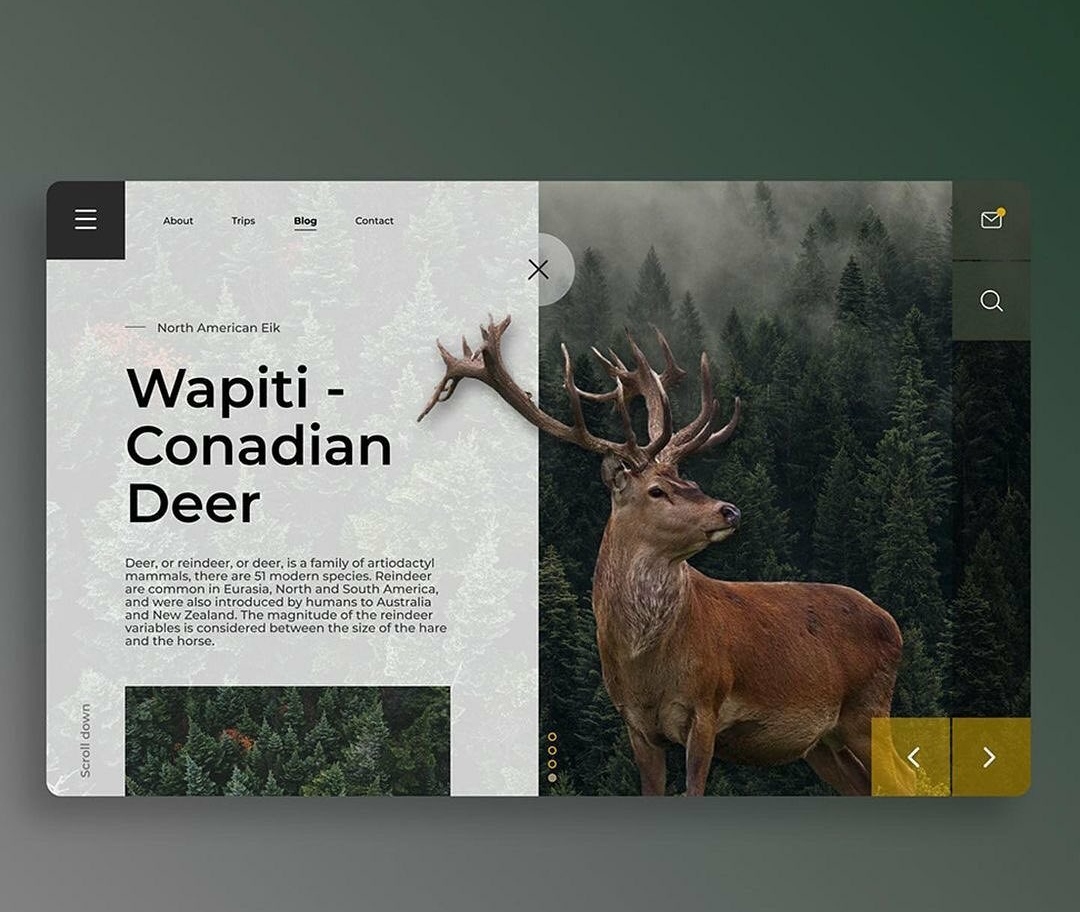 About Trips Blog Contact
North American Eik
Wapiti -
Conadian
Deer
Deer, or reindeer, or deer, is a family of artiodactyl
mammals, there are 51 modern species. Reindeer
are common in Eurasia, North and South America,
and were also introduced by humans to Australia
and New Zealand. The magnitude of the reindeer
variables is considered between the size of the hare
and the horse.
Scroll down